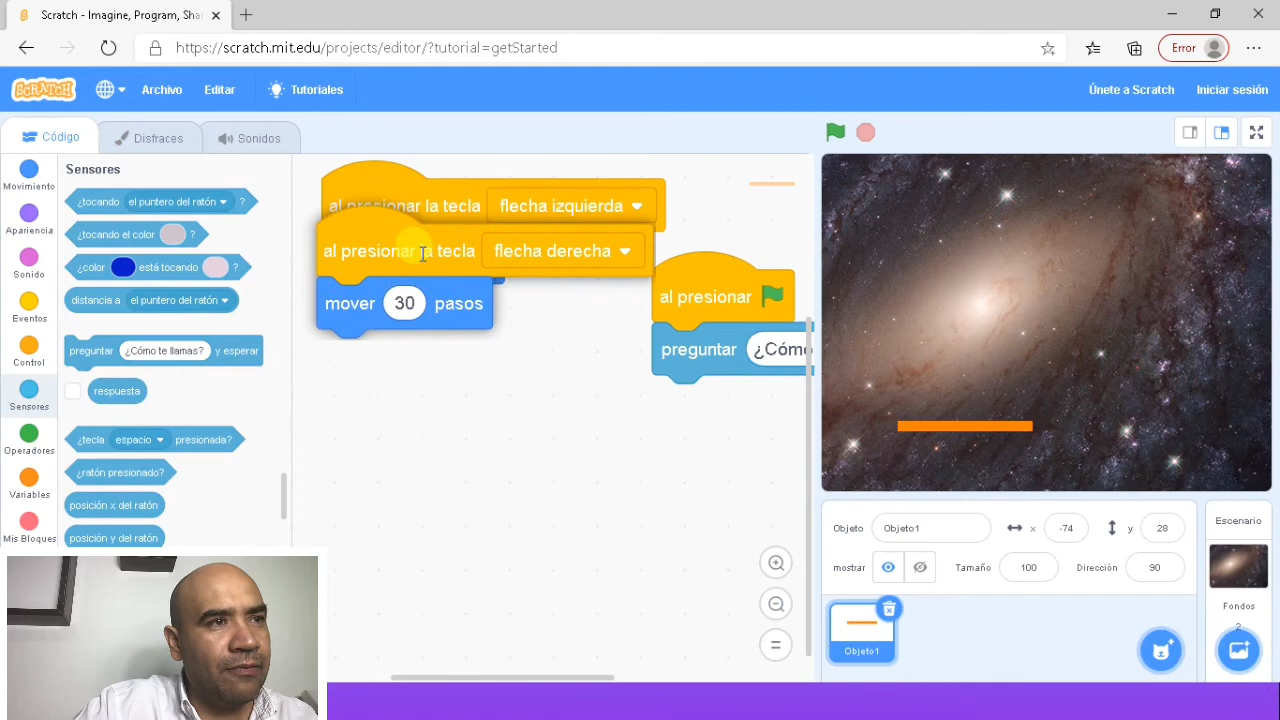 Scratch - Imagine, Program, Sha
https://scratch.mit.edu/projects/editor/?tutorial=getStarted
Error
SCRATCH
Archivo
Editar
Tutoriales
Únete a Scratch
Iniciar sesión
Código
Disfraces
Sonidos
Movimiento
Apariencia
Sonido
Eventos
Control
Sensores
Operadores
Variables
Mis Bloques
Sensores
¿tocando el puntero del ratón ?
¿tocando el color ?
¿color está tocando ?
distancia a el puntero del ratón
preguntar ¿Cómo te llamas? y esperar
respuesta
¿tecla espacio presionada?
¿ratón presionado?
posición x del ratón
posición y del ratón
al presionar la tecla flecha izquierda
al presionar la tecla flecha derecha
mover 30 pasos
al presionar
preguntar ¿Cómo
Objeto
Objeto1
x
-74
y
28
mostrar
Tamaño
100
Dirección
90
Objeto1
Escenario
Fondos
2